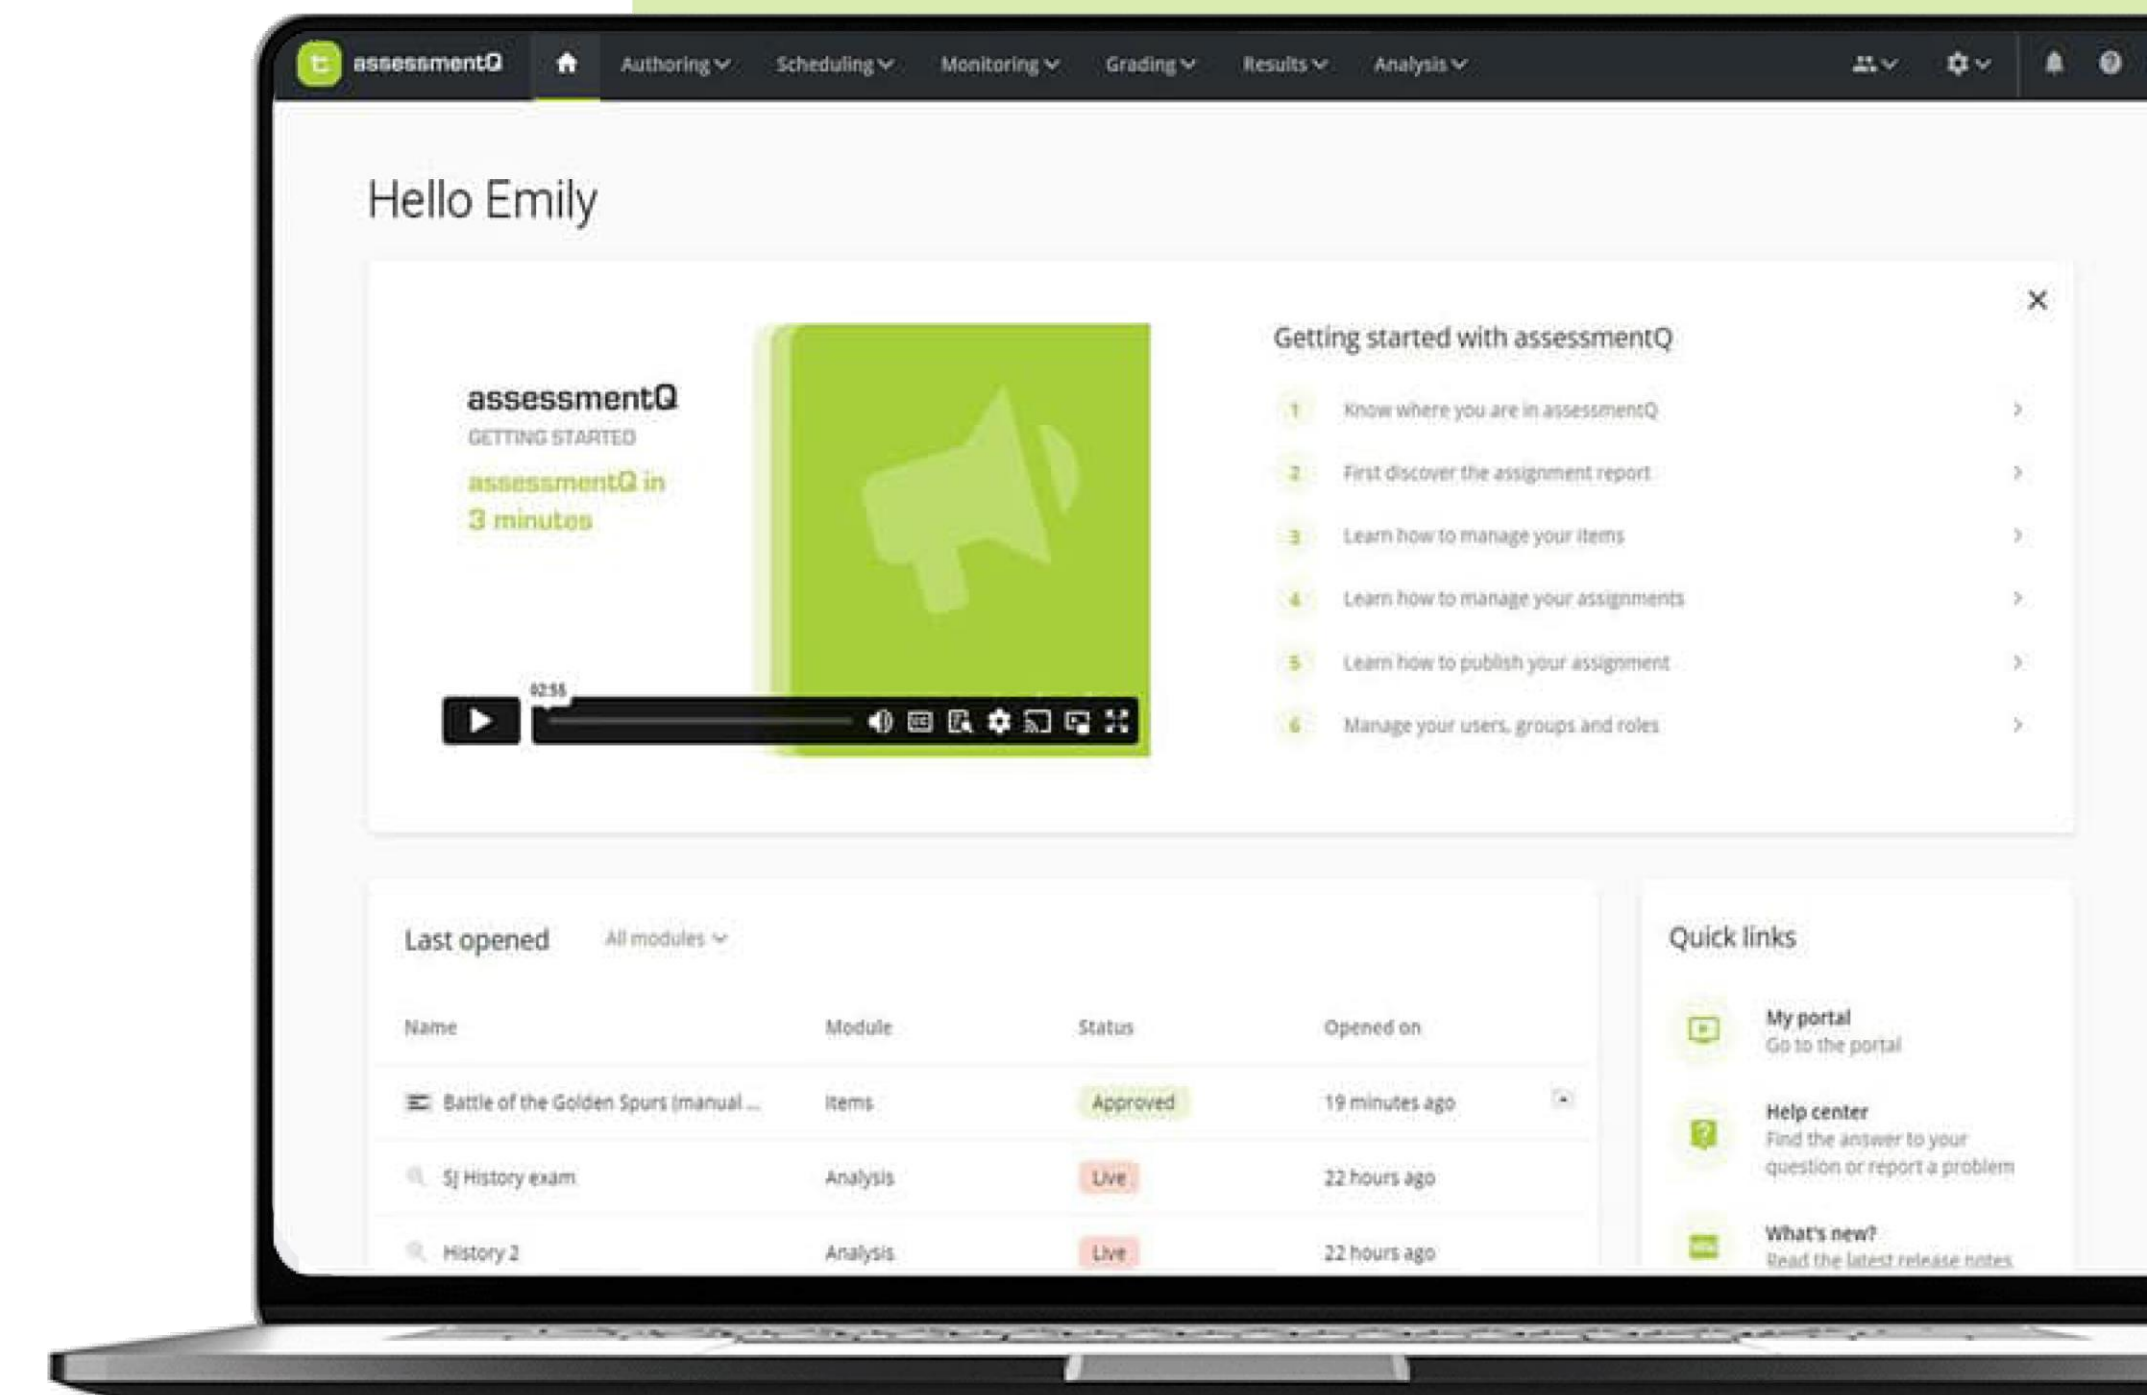 assessmentQ
Authoring
Scheduling
Monitoring
Grading
Results
Analysis
Hello Emily
assessmentQ
GETTING STARTED
assessmentQ in
3 minutes
02:55
Getting started with assessmentQ
1 Know where you are in assessmentQ
2 First discover the assignment report
3 Learn how to manage your items
4 Learn how to manage your assignments
5 Learn how to publish your assignment
6 Manage your users, groups and roles
Last opened All modules
Name Module Status Opened on
Battle of the Golden Spurs (manual ... Items Approved 19 minutes ago
SJ History exam Analysis Live 22 hours ago
History 2 Analysis Live 22 hours ago
Quick links
My portal
Go to the portal
Help center
Find the answer to your
question or report a problem
What's new?
Read the latest release notes